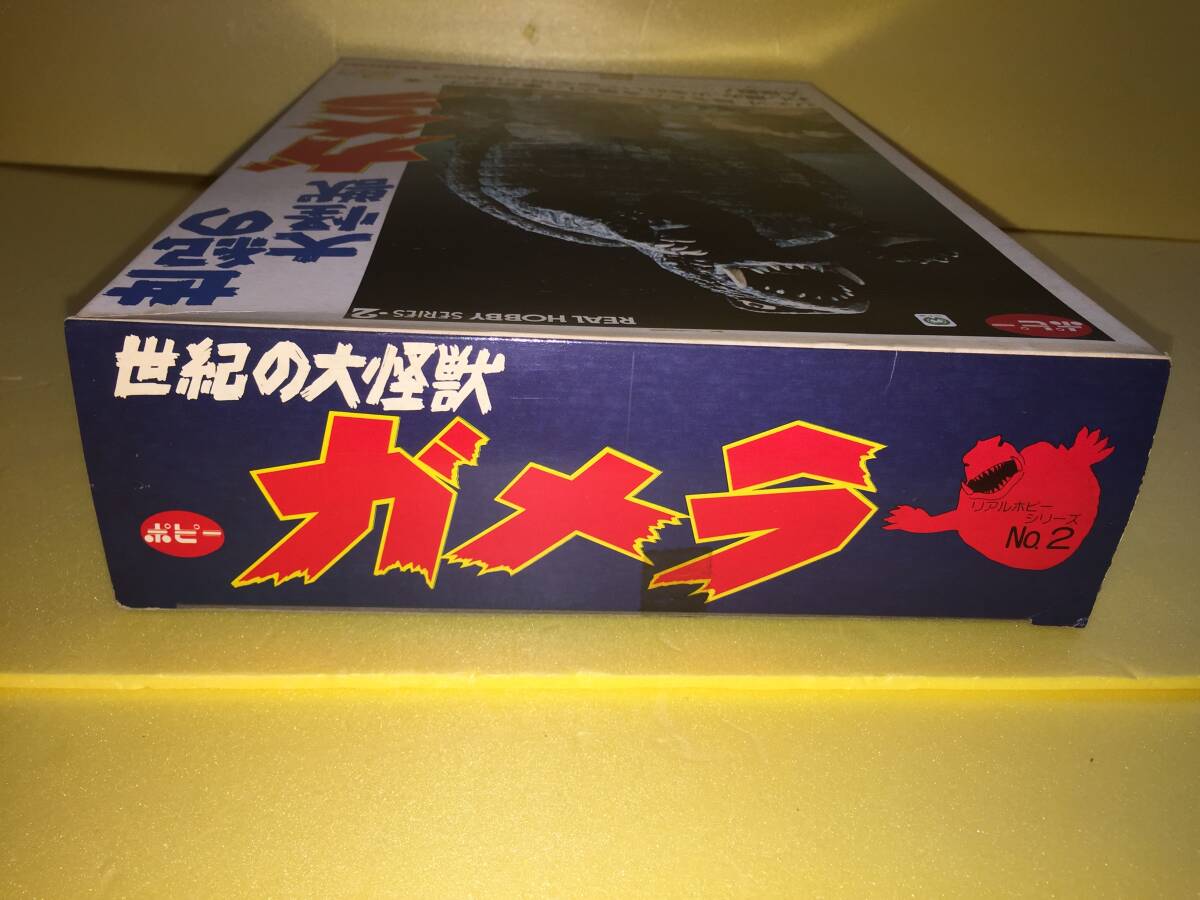 世紀の
大怪獣
ガメラ
REAL HOBBY SERIES・2
ポピー
世紀の大怪獣
ガメラ
ポピー
リアルホビー
シリーズ
No.2